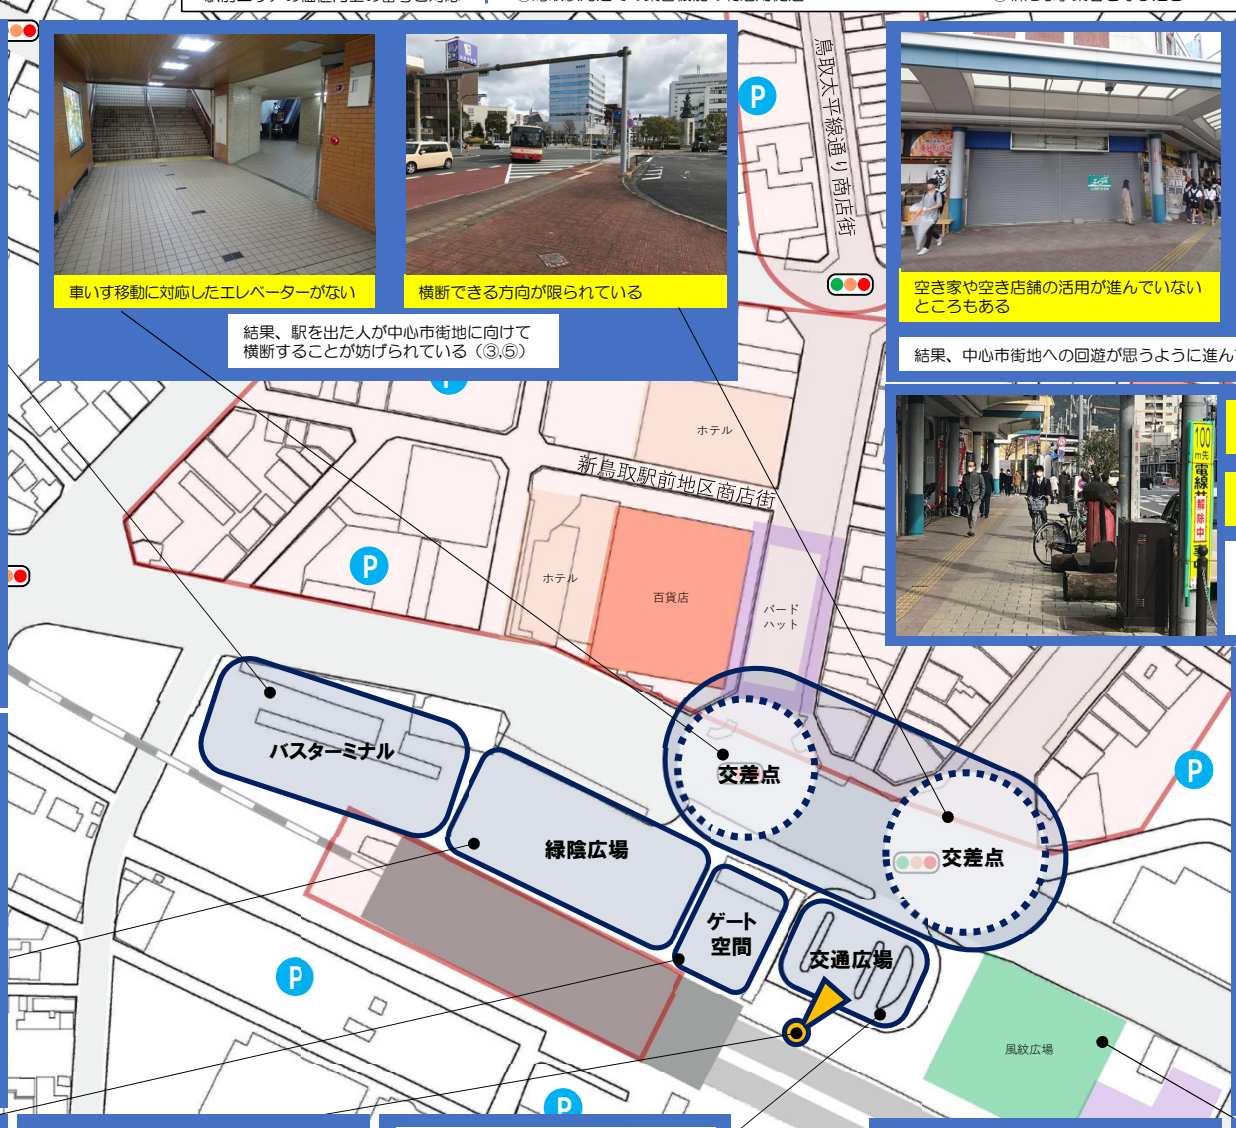 鳥取太平線通り商店街
車いす移動に対応したエレベーターがない
横断できる方向が限られている
結果、駅を出た人が中心市街地に向けて
横断することが妨げられている（③,⑤）
空き家や空き店舗の活用が進んでいない
ところもある
結果、中心市街地への回遊が思うように進ん
100
m先
電線
解除中
P
P
P
P
P
P
ホテル
新鳥取駅前地区商店街
ホテル
百貨店
バード
ハット
バスターミナル
交差点
交差点
緑陰広場
ゲート
空間
交通広場
風紋広場